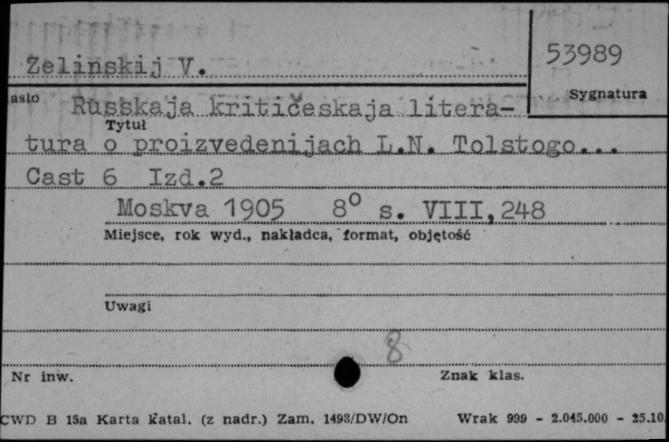 53989
Zelinskij V.
Sygnatura
asło Russkaja kritičeskaja litera-
Tytuł
tura o proizvedenijach L.N. Tolstogo...
Cast 6 Izd.2
Moskva 1905 8° s. VIII,248
Miejsce, rok wyd., nakładca, format, objętość
Uwagi
8
Nr inw.
Znak klas.
CWD B 15a Karta katal. (z nadr.) Zam. 1493/DW/On Wrak 999 - 2.045.000 - 25.10